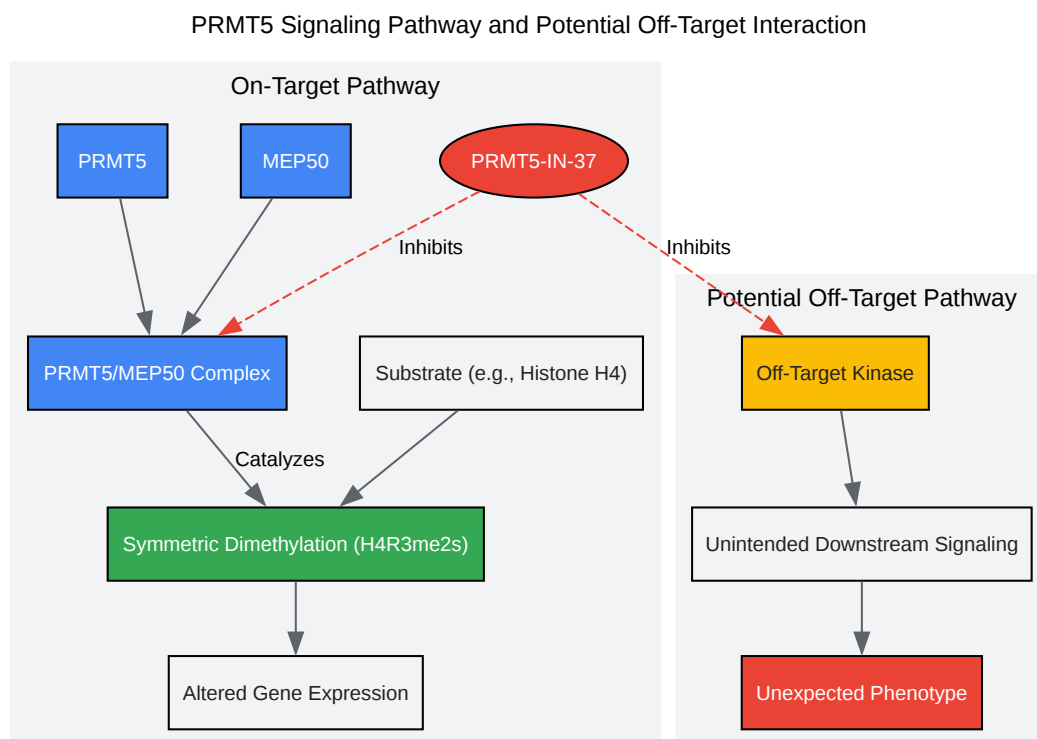 PRMT5 Signaling Pathway and Potential Off-Target Interaction
On-Target Pathway
PRMT5
MEP50
PRMT5-IN-37
Inhibits
Inhibits
Potential Off-Target Pathway
PRMT5/MEP50 Complex
Substrate (e.g., Histone H4)
Off-Target Kinase
Catalyzes
Symmetric Dimethylation (H4R3me2s)
Unintended Downstream Signaling
Altered Gene Expression
Unexpected Phenotype